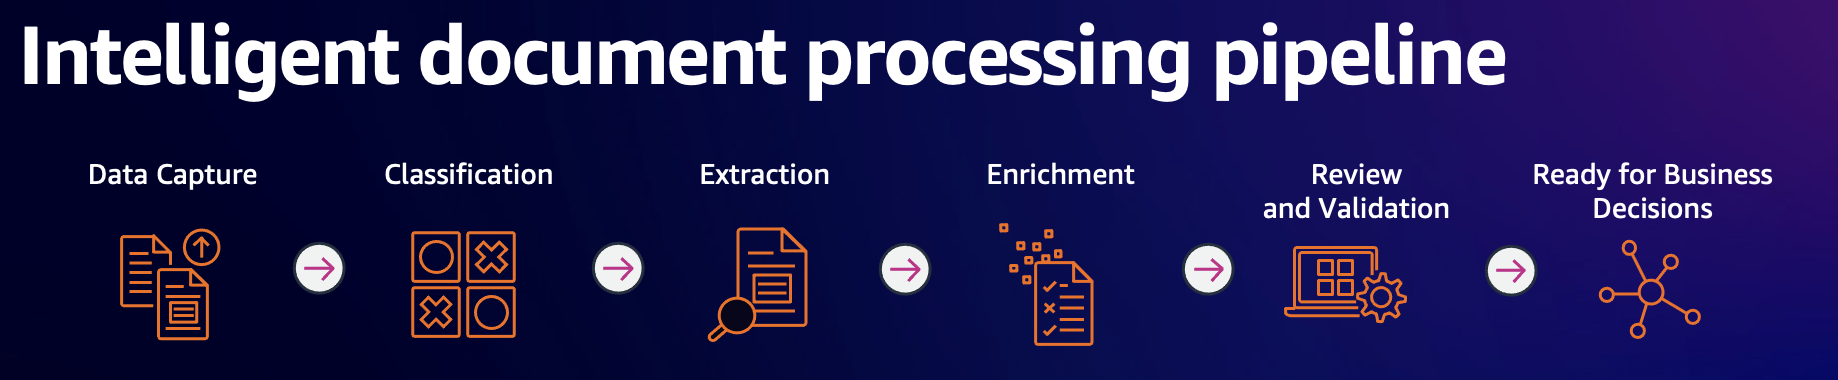 Intelligent document processing pipeline
Data Capture
Classification
Extraction
Enrichment
Review
and Validation
Ready for Business
Decisions